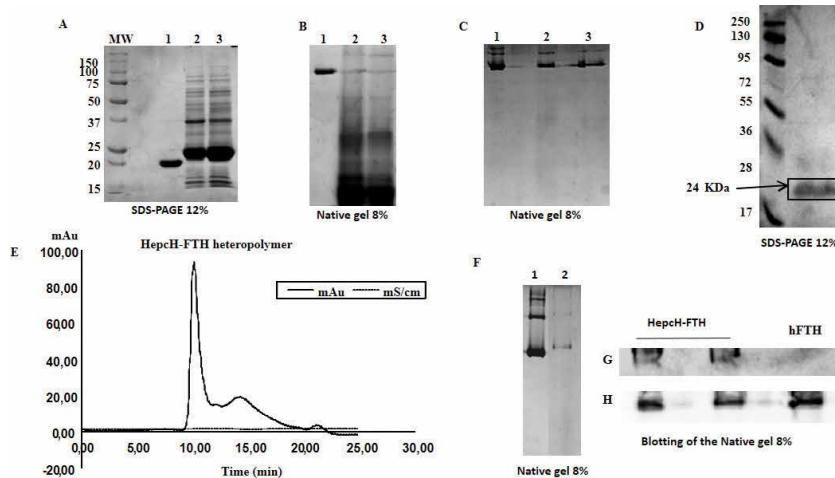 A
MW 1 2 3
150
100
75
50
37
25
20
15
SDS-PAGE 12%
B
1 2 3
Native gel 8%
C
1 2 3
Native gel 8%
D
250
130
95
72
55
36
28
24 KDa
17
SDS-PAGE 12%
E
mAu
HepcH-FTH heteropolymer
100,00
80,00
60,00
40,00
20,00
0,00
-20,00
mAu mS/cm
0,00 5,00 10,00 15,00 20,00 25,00 30,00
Time (min)
F
1 2
Native gel 8%
HepcH-FTH hFTH
G
H
Blotting of the Native gel 8%